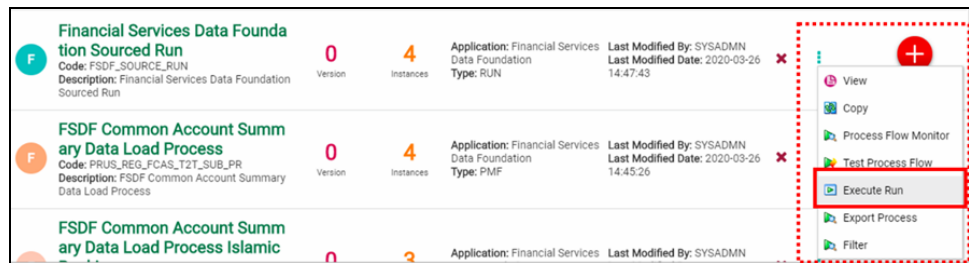 F
Financial Services Data Founda
tion Sourced Run
Code: FSDF_SOURCE_RUN
Description: Financial Services Data Foundation
Sourced Run
0
Version
4
Instances
Application: Financial Services
Data Foundation
Type: RUN
Last Modified By: SYSADMN
Last Modified Date: 2020-03-26
14:47:43
F
FSDF Common Account Summ
ary Data Load Process
Code: PRUS_REG_FCAS_T2T_SUB_PR
Description: FSDF Common Account Summary
Data Load Process
0
Version
4
Instances
Application: Financial Services
Data Foundation
Type: PMF
Last Modified By: SYSADMN
Last Modified Date: 2020-03-26
14:45:26
FSDF Common Account Summ
ary Data Load Process Islamic
0
3
Application: Financial Services
Last Modified By: SYSADMN
View
Copy
Process Flow Monitor
Test Process Flow
Execute Run
Export Process
Filter